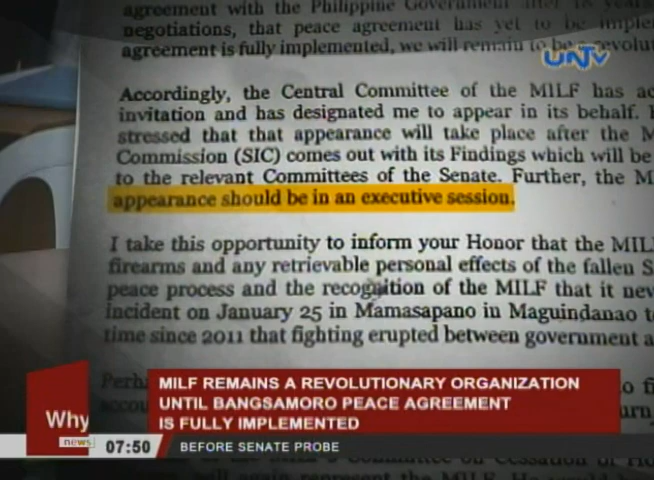 agreement with the Philippine Government after 18 years
negotiations, that peace agreement has yet to be
agreement is fully implemented, we will remain to be a
UNTV
Accordingly, the Central Committee of the MILF has
invitation and has designated me to appear in its behalf.
stressed that that appearance will take place after the M
Commission (SIC) comes out with its Findings which will be
to the relevant Committees of the Senate. Further, the M
appearance should be in an executive session.
I take this opportunity to inform your Honor that the MIL
firearms and any retrievable personal effects of the fallen S
peace process and the recognition of the MILF that it nev
incident on January 25 in Mamasapano in Maguindanao t
time since 2011 that fighting erupted between government a
Perh
MILF REMAINS A REVOLUTIONARY ORGANIZATION
UNTIL BANGSAMORO PEACE AGREEMENT
IS FULLY IMPLEMENTED
Why
news
07:50
BEFORE SENATE PROBE